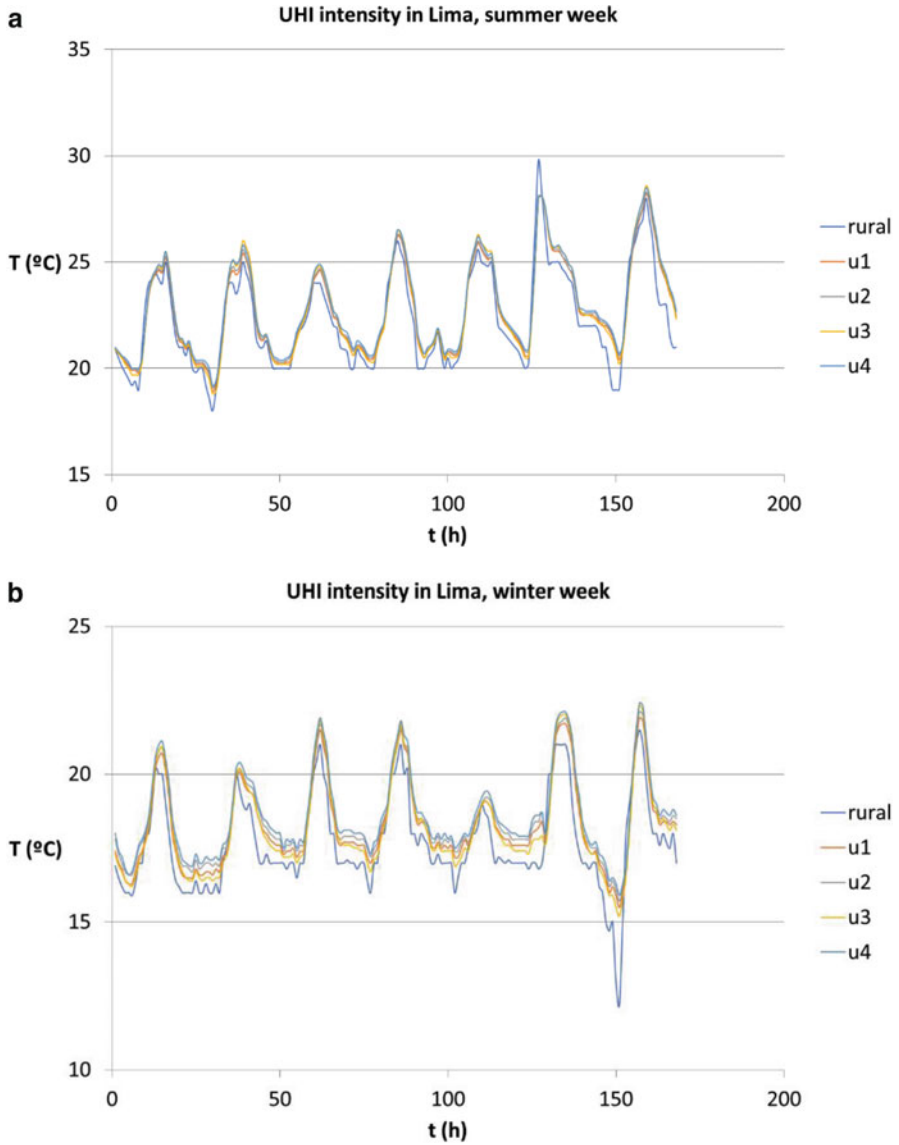 a
UHI intensity in Lima, summer week
35
30
25
20
15
T (ºC)
0 50 100 150 200
t (h)
rural
u1
u2
u3
u4
b
UHI intensity in Lima, winter week
25
20
15
10
T (ºC)
0 50 100 150 200
t (h)
rural
u1
u2
u3
u4